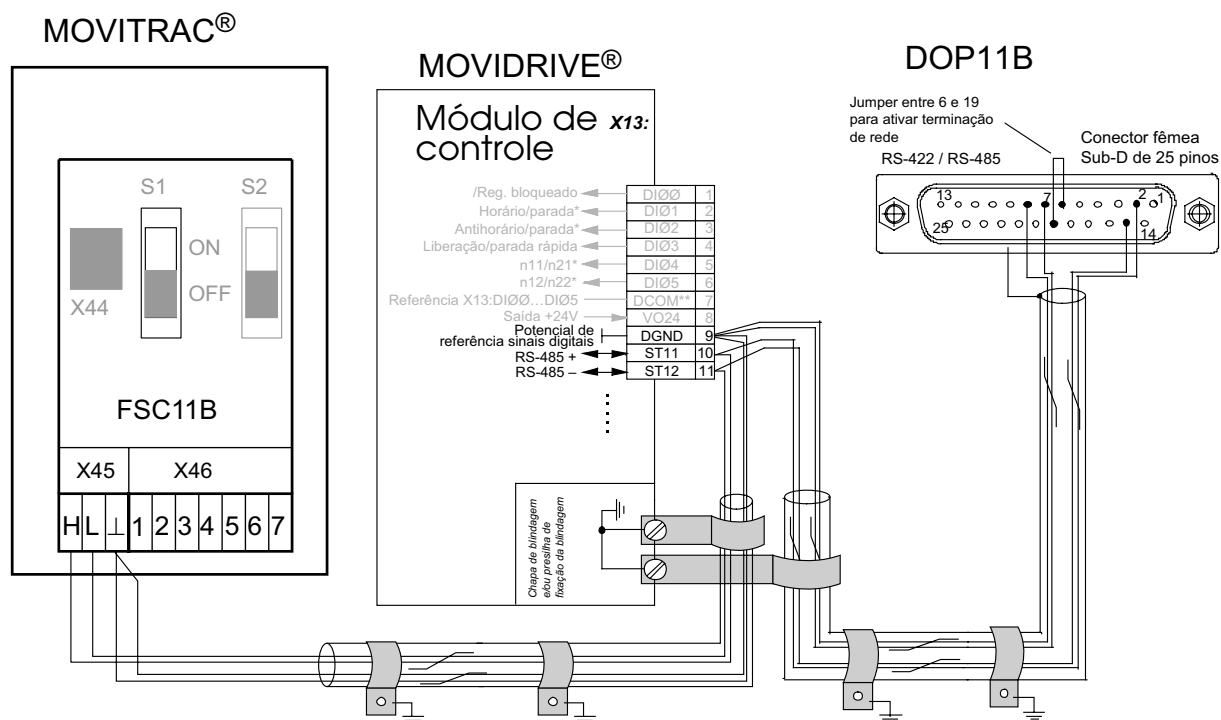 MOVITRAC®
S1
S2
ON
OFF
X44
FSC11B
X45
X46
H L ⊥ 1 2 3 4 5 6 7
MOVIDRIVE®
Módulo de controle
X13:
/Reg. bloqueado DIØØ 1
Horário/parada* DIØ1 2
Antihorário/parada* DIØ2 3
Liberação/parada rápida DIØ3 4
n11/n21* DIØ4 5
n12/n22* DIØ5 6
Referência X13:DIØØ...DIØ5 DCOM** 7
Saída +24V VO24 8
Potencial de
referência sinais digitais DGND 9
RS-485 + ST11 10
RS-485 – ST12 11
Chapa de blindagem
e/ou presilha de
fixação da blindagem
DOP11B
Jumper entre 6 e 19
para ativar terminação
de rede
RS-422 / RS-485
Conector fêmea
Sub-D de 25 pinos
13 7 2 1
25 14